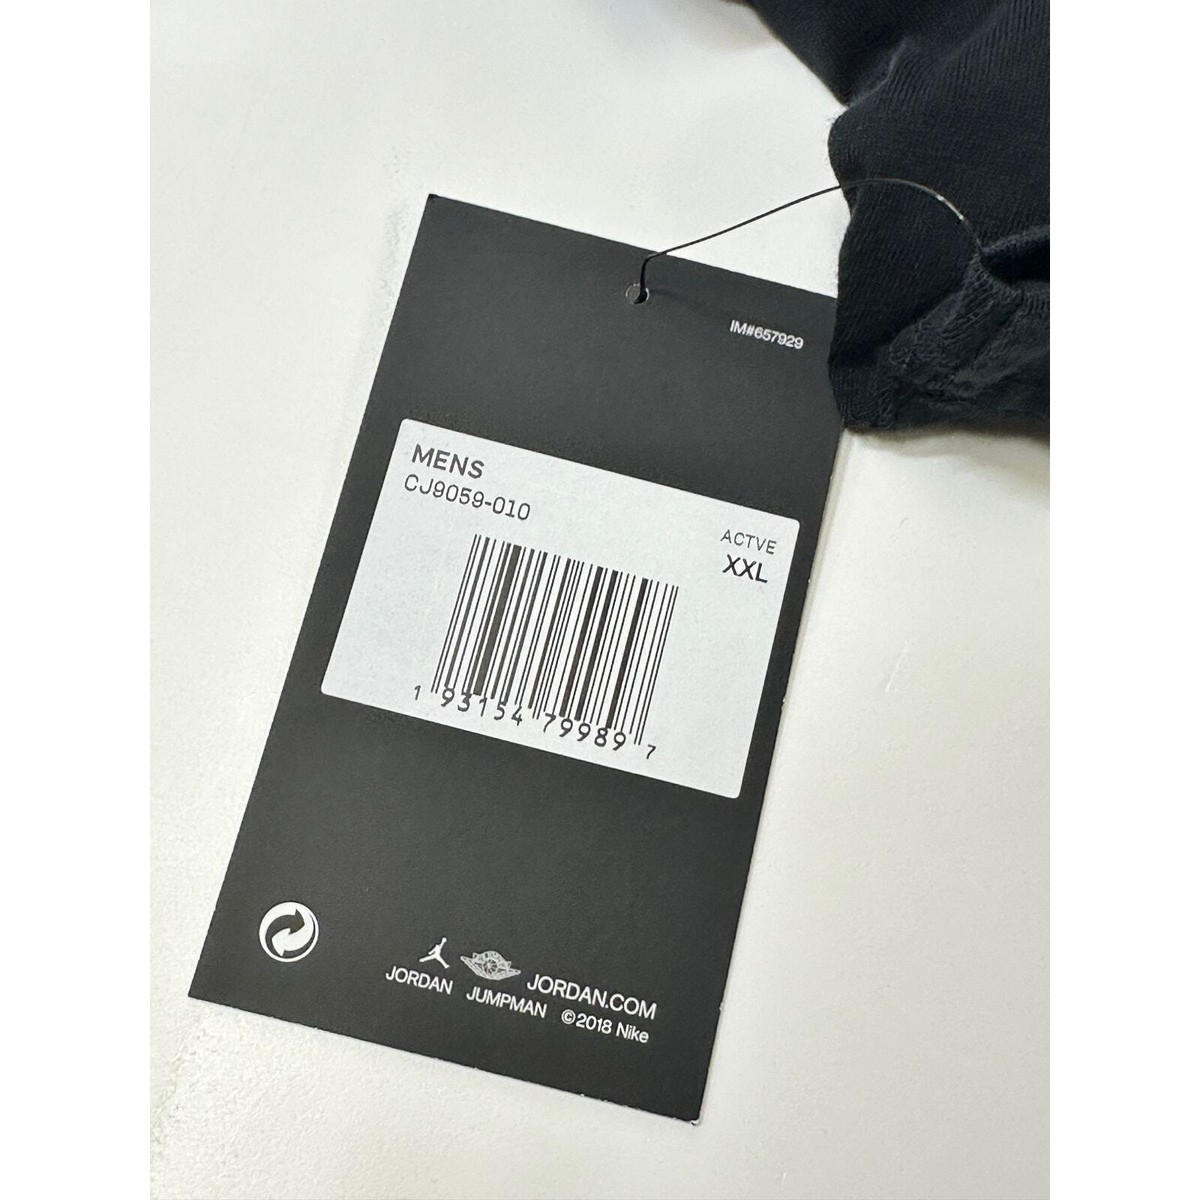 IM#657929
MENS
CJ9059-010
ACTVE
XXL
1 93154 79989 7
JORDAN JUMPMAN JORDAN.COM
©2018 Nike